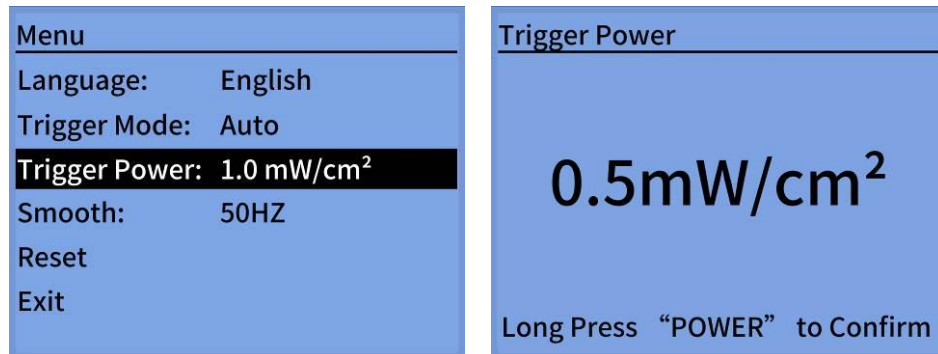 Menu
Language: English
Trigger Mode: Auto
Trigger Power: 1.0 mW/cm²
Smooth: 50HZ
Reset
Exit
Trigger Power
0.5mW/cm²
Long Press “POWER” to Confirm